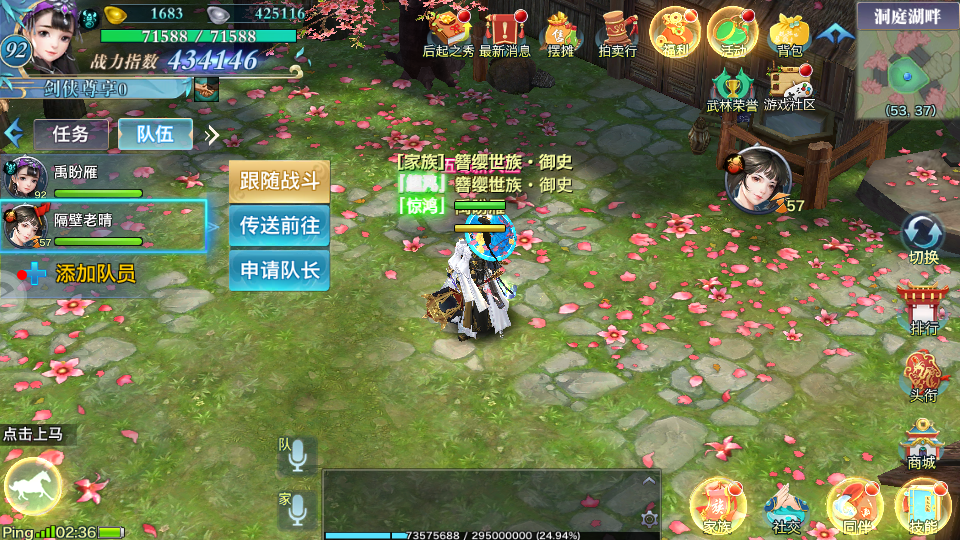 1683
425116
71588 / 71588
92
战力指数 434146
剑侠尊享0
后起之秀
最新消息
摆摊
拍卖行
福利
活动
背包
洞庭湖畔
(53, 37)
武林荣誉
游戏社区
任务
队伍
禹盼雁
92
隔壁老晴
57
添加队员
跟随战斗
传送前往
申请队长
[家族] 簪缨世族·御史
簪缨世族·御史
「惊鸿」
57
切换
排行
头衔
商城
点击上马
队
家
Ping
02:36
73575688 / 295000000 (24.94%)
家族
社交
同伴
技能